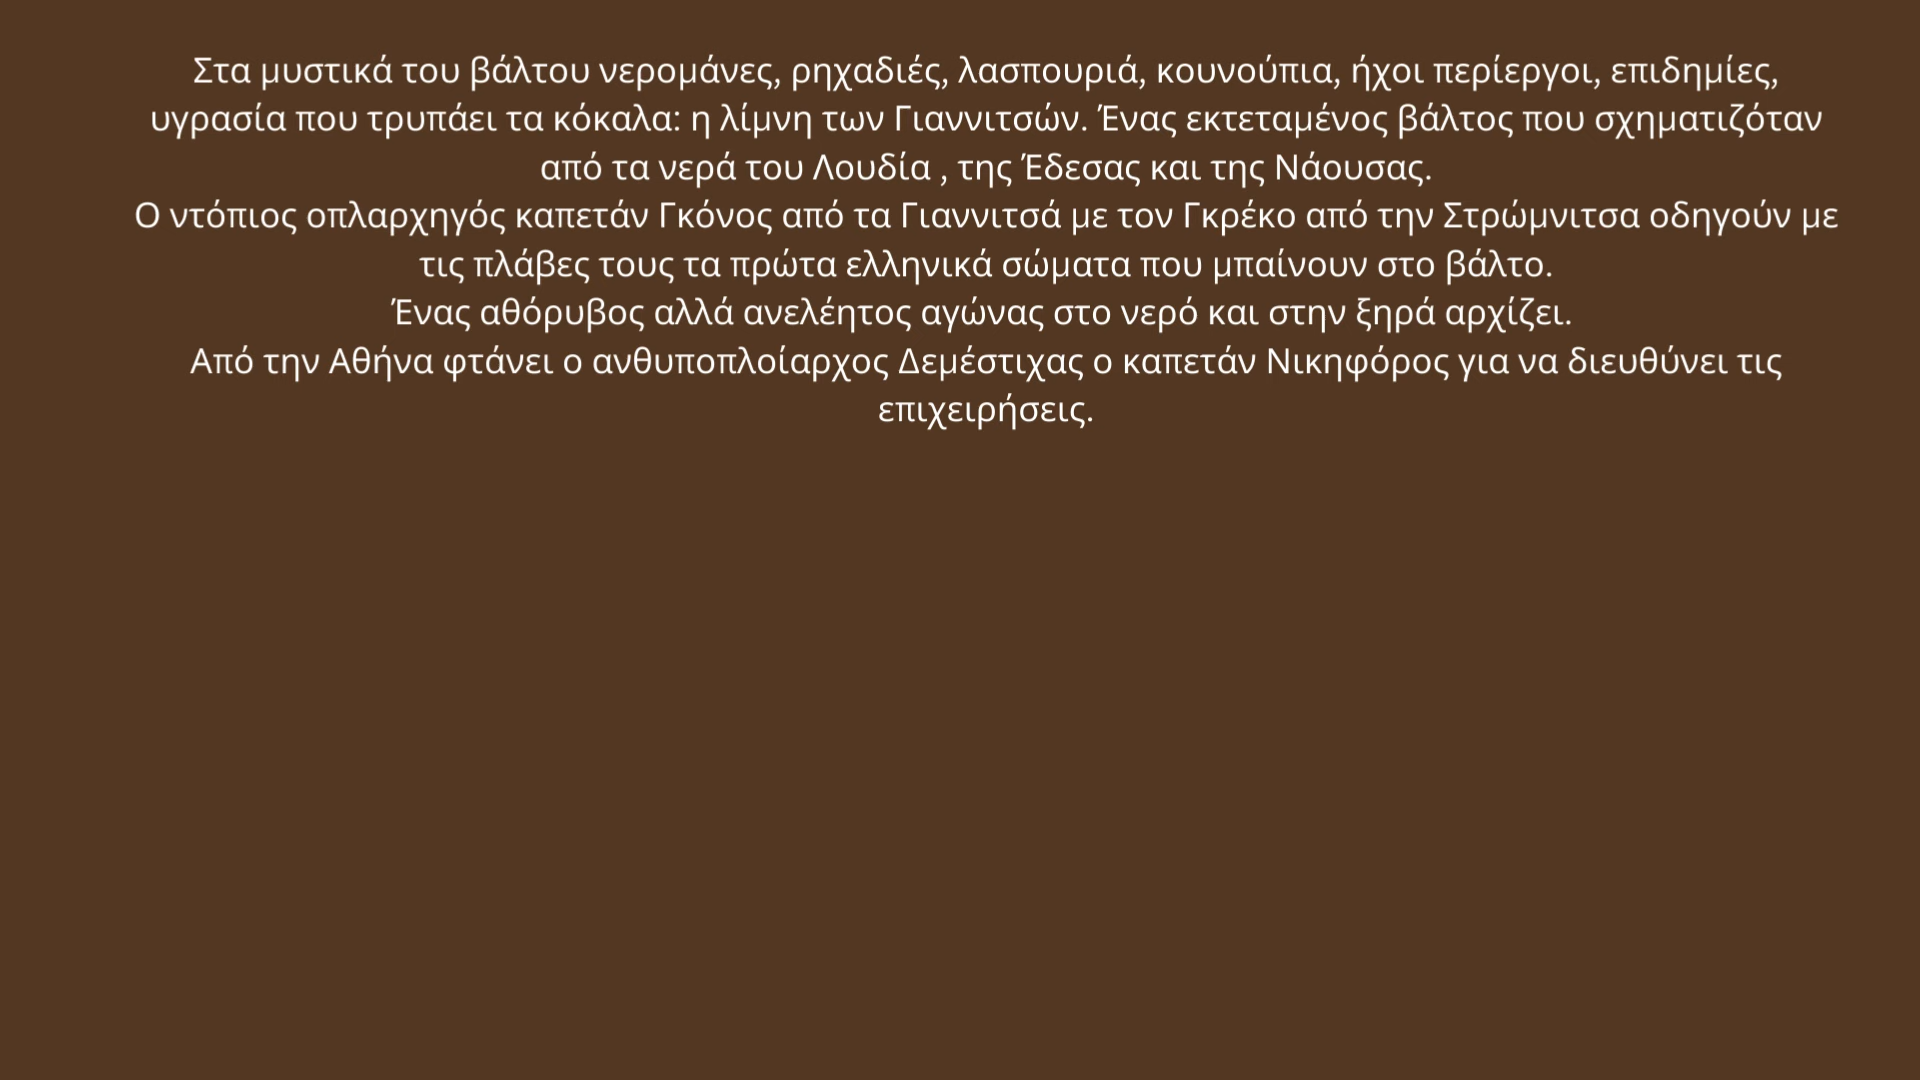 Στα μυστικά του βάλτου νερομάνες, ρηχαδιές, λασπουριά, κουνούπια, ήχοι περίεργοι, επιδημίες,
υγρασία που τρυπάει τα κόκαλα: η λίμνη των Γιαννιτσών. Ένας εκτεταμένος βάλτος που σχηματιζόταν
από τα νερά του Λουδία , της Έδεσας και της Νάουσας.
Ο ντόπιος οπλαρχηγός καπετάν Γκόνος από τα Γιαννιτσά με τον Γκρέκο από την Στρώμνιτσα οδηγούν με
τις πλάβες τους τα πρώτα ελληνικά σώματα που μπαίνουν στο βάλτο.
Ένας αθόρυβος αλλά ανελέητος αγώνας στο νερό και στην ξηρά αρχίζει.
Από την Αθήνα φτάνει ο ανθυποπλοίαρχος Δεμέστιχας ο καπετάν Νικηφόρος για να διευθύνει τις
επιχειρήσεις.